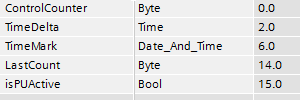 ControlCounter Byte 0.0
TimeDelta Time 2.0
TimeMark Date_And_Time 6.0
LastCount Byte 14.0
isPUActive Bool 15.0